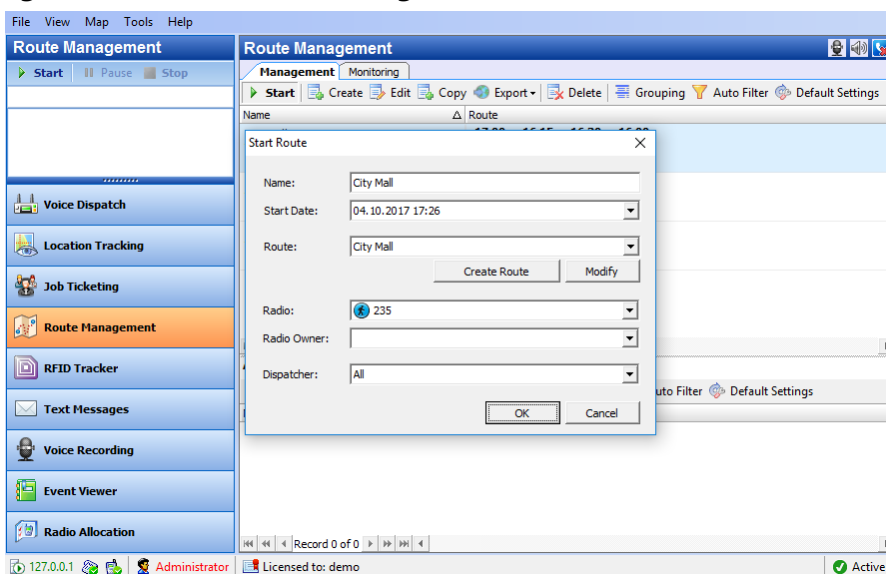 File View Map Tools Help
Route Management
Route Management
Start Pause Stop
Management Monitoring
Start Create Edit Copy Export Delete Grouping Auto Filter Default Settings
Name Route
Start Route
Name: City Mall
Start Date: 04.10.2017 17:26
Route: City Mall
Create Route Modify
Radio: 235
Radio Owner:
Dispatcher: All
OK Cancel
Voice Dispatch
Location Tracking
Job Ticketing
Route Management
RFID Tracker
Text Messages
Voice Recording
Event Viewer
Radio Allocation
uto Filter Default Settings
Record 0 of 0
127.0.0.1 Administrator Licensed to: demo Active